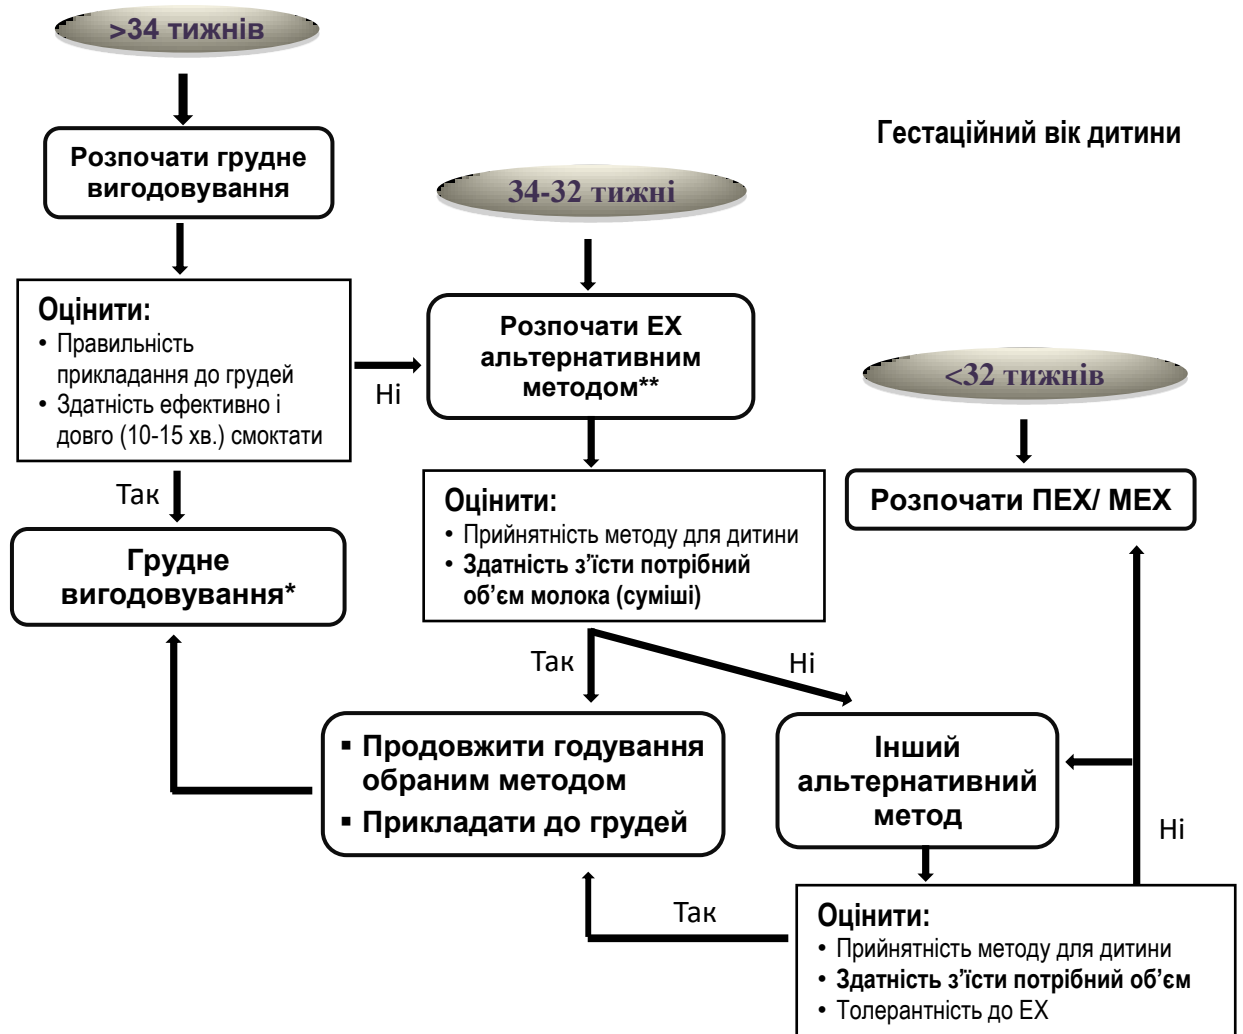 >34 тижнів
Гестаційний вік дитини
Розпочати грудне
вигодовування
34-32 тижні
Оцінити:
• Правильність
прикладання до грудей
• Здатність ефективно і
довго (10-15 хв.) смоктати
Ні
Розпочати ЕХ
альтернативним
методом**
<32 тижнів
Так
Оцінити:
• Прийнятність методу для дитини
• Здатність з’їсти потрібний
об’єм молока (суміші)
Розпочати ПЕХ/ МЕХ
Грудне
вигодовування*
Так
Ні
▪ Продовжити годування
обраним методом
▪ Прикладати до грудей
Інший
альтернативний
метод
Ні
Так
Оцінити:
• Прийнятність методу для дитини
• Здатність з’їсти потрібний об’єм
• Толерантність до ЕХ